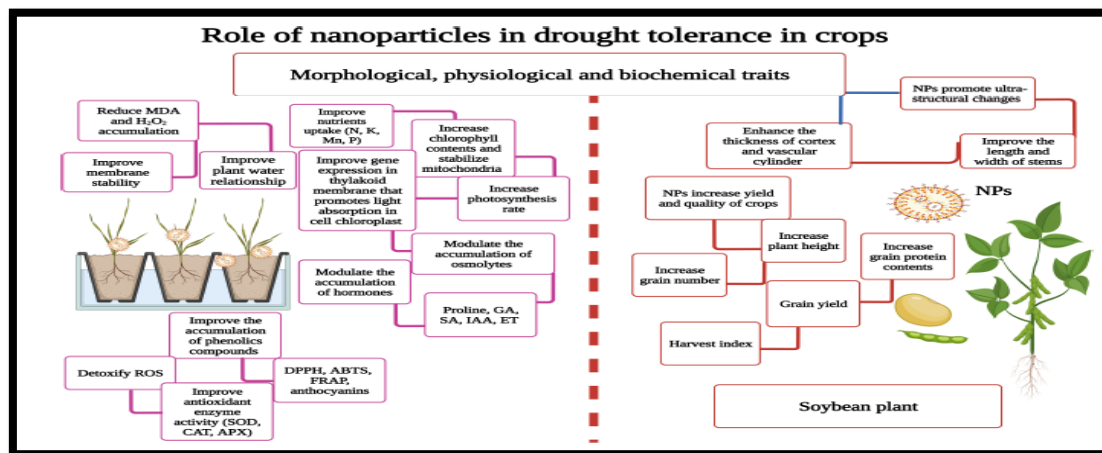 Role of nanoparticles in drought tolerance in crops
Morphological, physiological and biochemical traits
Reduce MDA
and H₂O₂
accumulation
Improve
membrane
stability
Improve
plant water
relationship
Improve
nutrients
uptake (N, K,
Mn, P)
Increase
chlorophyll
contents and
stabilize
mitochondria
Improve gene
expression in
thylakoid
membrane that
promotes light
absorption in
cell chloroplast
Increase
photosynthesis
rate
Modulate the
accumulation of
osmolytes
Modulate the
accumulation
of hormones
Proline, GA,
SA, IAA, ET
Improve the
accumulation
of phenolics
compounds
Detoxify ROS
DPPH, ABTS,
FRAP,
anthocyanins
Improve
antioxidant
enzyme
activity (SOD,
CAT, APX)
NPs promote ultra-
structural changes
Enhance the
thickness of cortex
and vascular
cylinder
Improve the
length and
width of stems
NPs increase yield
and quality of crops
NPs
Increase
plant height
Increase
grain number
Increase
grain protein
contents
Grain yield
Harvest index
Soybean plant